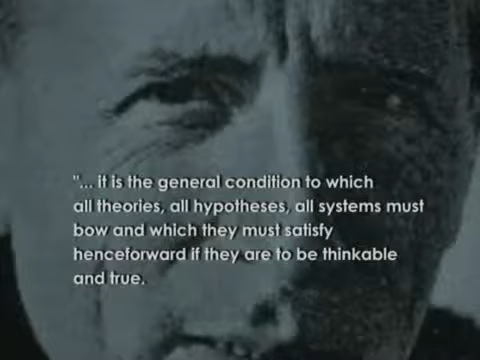 "... it is the general condition to which
all theories, all hypotheses, all systems must
bow and which they must satisfy
henceforward if they are to be thinkable
and true.